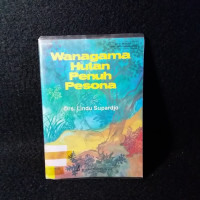 Wanagama
Hutan
Penuh
Pesona
Drs. Lindu Supardjo